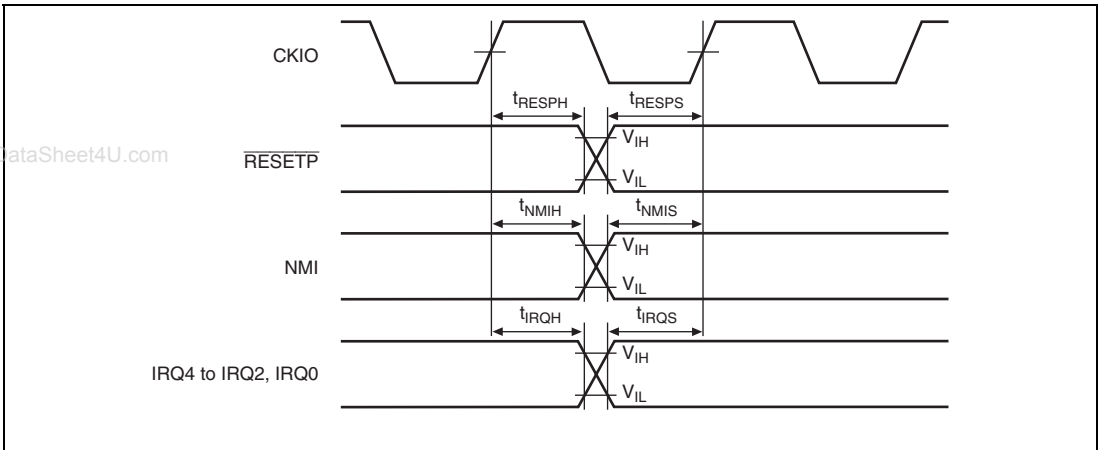 CKIO
tRESPH
tRESPS
VIH
DataSheet4U.com
RESETP
VIL
tNMIH
tNMIS
VIH
NMI
VIL
tIRQH
tIRQS
VIH
IRQ4 to IRQ2, IRQ0
VIL